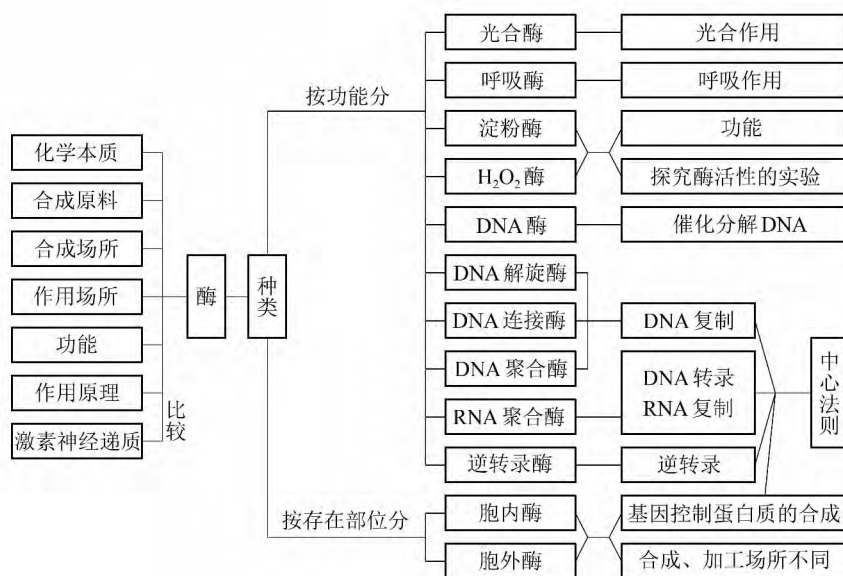 化学本质
合成原料
合成场所
作用场所
功能
作用原理
激素神经递质
比较
酶
种类
按功能分
光合酶
光合作用
呼吸酶
呼吸作用
淀粉酶
功能
H₂O₂酶
探究酶活性的实验
DNA酶
催化分解DNA
DNA解旋酶
DNA连接酶
DNA复制
DNA聚合酶
DNA转录
RNA复制
RNA聚合酶
逆转录酶
逆转录
中心法则
按存在部位分
胞内酶
基因控制蛋白质的合成
胞外酶
合成、加工场所不同